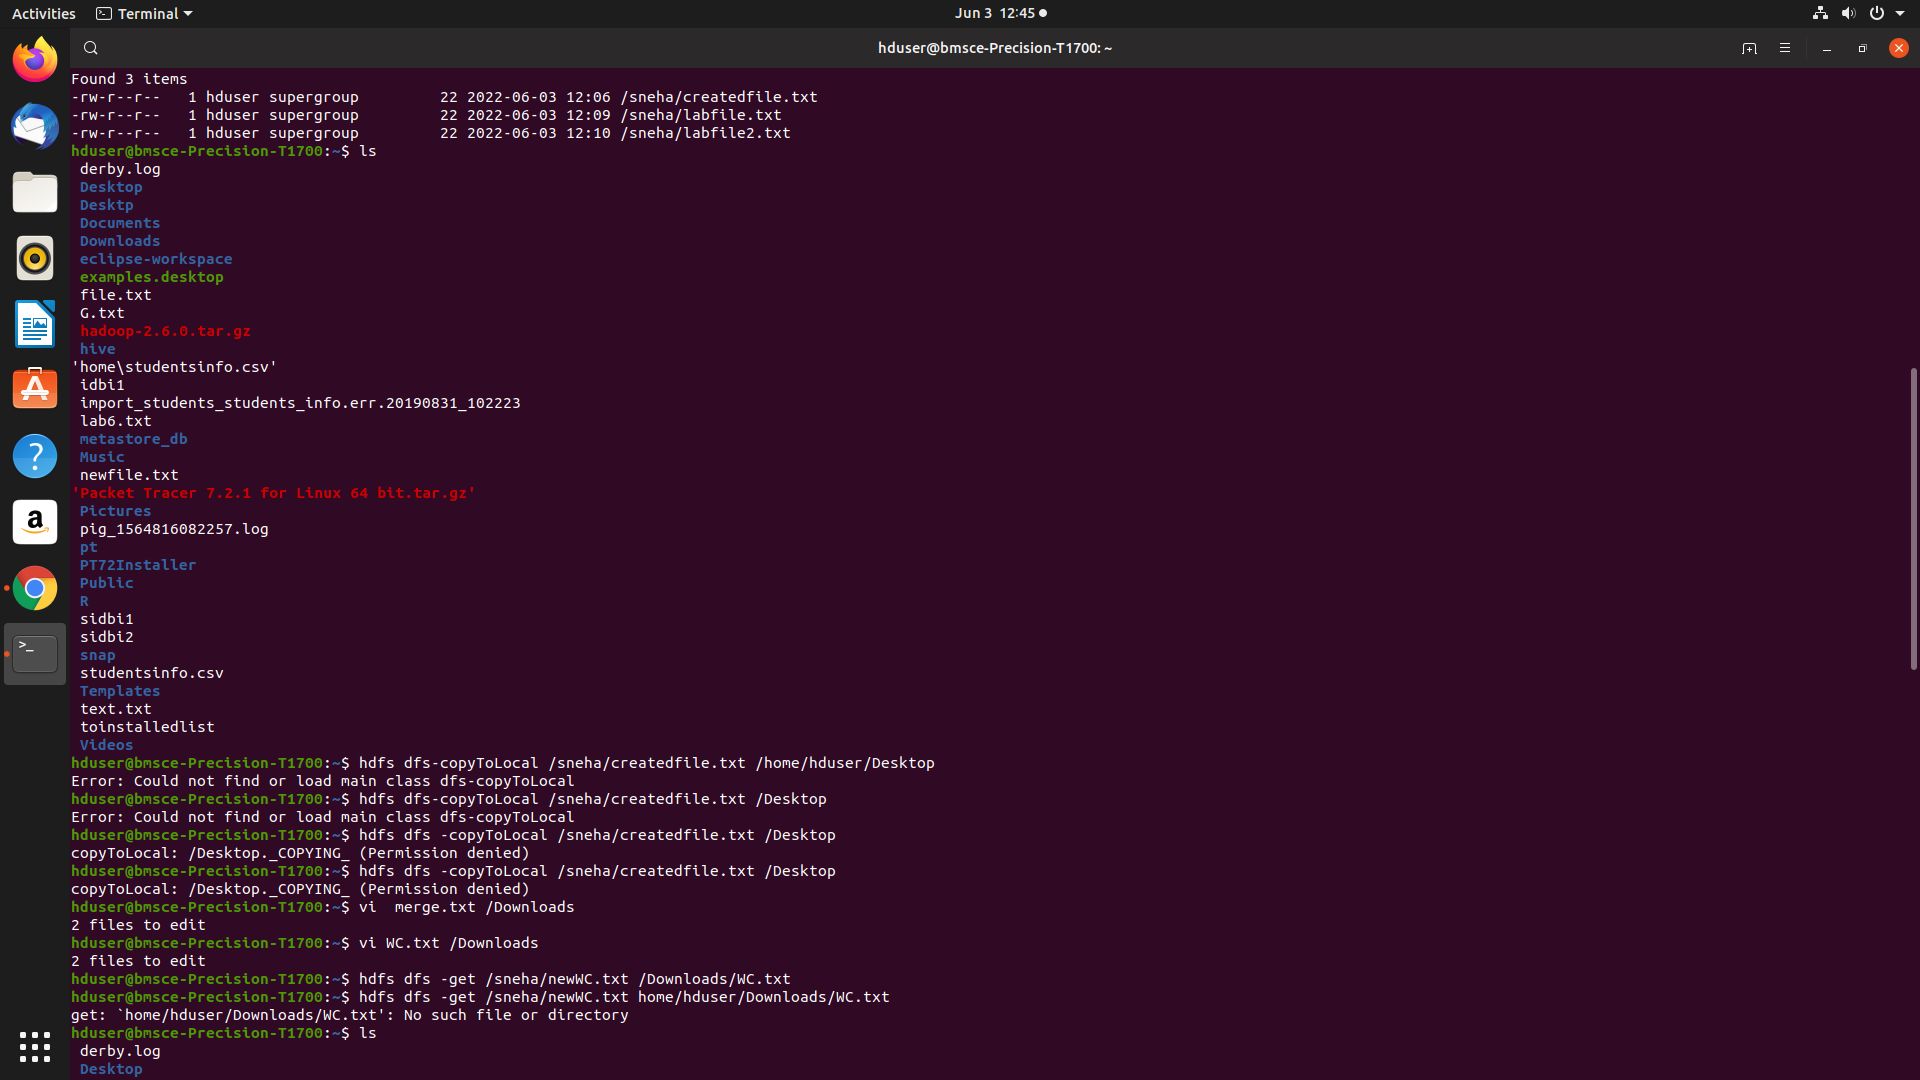 Activities Terminal Jun 3 12:45
hduser@bmsce-Precision-T1700: ~
Found 3 items
-rw-r--r--   1 hduser supergroup         22 2022-06-03 12:06 /sneha/createdfile.txt
-rw-r--r--   1 hduser supergroup         22 2022-06-03 12:09 /sneha/labfile.txt
-rw-r--r--   1 hduser supergroup         22 2022-06-03 12:10 /sneha/labfile2.txt
hduser@bmsce-Precision-T1700:~$ ls
derby.log
Desktop
Desktp
Documents
Downloads
eclipse-workspace
examples.desktop
file.txt
G.txt
hadoop-2.6.0.tar.gz
hive
'home\studentsinfo.csv'
idbi1
import_students_students_info.err.20190831_102223
lab6.txt
metastore_db
Music
newfile.txt
'Packet Tracer 7.2.1 for Linux 64 bit.tar.gz'
Pictures
pig_1564816082257.log
pt
PT72Installer
Public
R
sidbi1
sidbi2
snap
studentsinfo.csv
Templates
text.txt
toinstalledlist
Videos
hduser@bmsce-Precision-T1700:~$ hdfs dfs-copyToLocal /sneha/createdfile.txt /home/hduser/Desktop
Error: Could not find or load main class dfs-copyToLocal
hduser@bmsce-Precision-T1700:~$ hdfs dfs-copyToLocal /sneha/createdfile.txt /Desktop
Error: Could not find or load main class dfs-copyToLocal
hduser@bmsce-Precision-T1700:~$ hdfs dfs -copyToLocal /sneha/createdfile.txt /Desktop
copyToLocal: /Desktop._COPYING_ (Permission denied)
hduser@bmsce-Precision-T1700:~$ hdfs dfs -copyToLocal /sneha/createdfile.txt /Desktop
copyToLocal: /Desktop._COPYING_ (Permission denied)
hduser@bmsce-Precision-T1700:~$ vi  merge.txt /Downloads
2 files to edit
hduser@bmsce-Precision-T1700:~$ vi WC.txt /Downloads
2 files to edit
hduser@bmsce-Precision-T1700:~$ hdfs dfs -get /sneha/newWC.txt /Downloads/WC.txt
hduser@bmsce-Precision-T1700:~$ hdfs dfs -get /sneha/newWC.txt home/hduser/Downloads/WC.txt
get: `home/hduser/Downloads/WC.txt': No such file or directory
hduser@bmsce-Precision-T1700:~$ ls
derby.log
Desktop